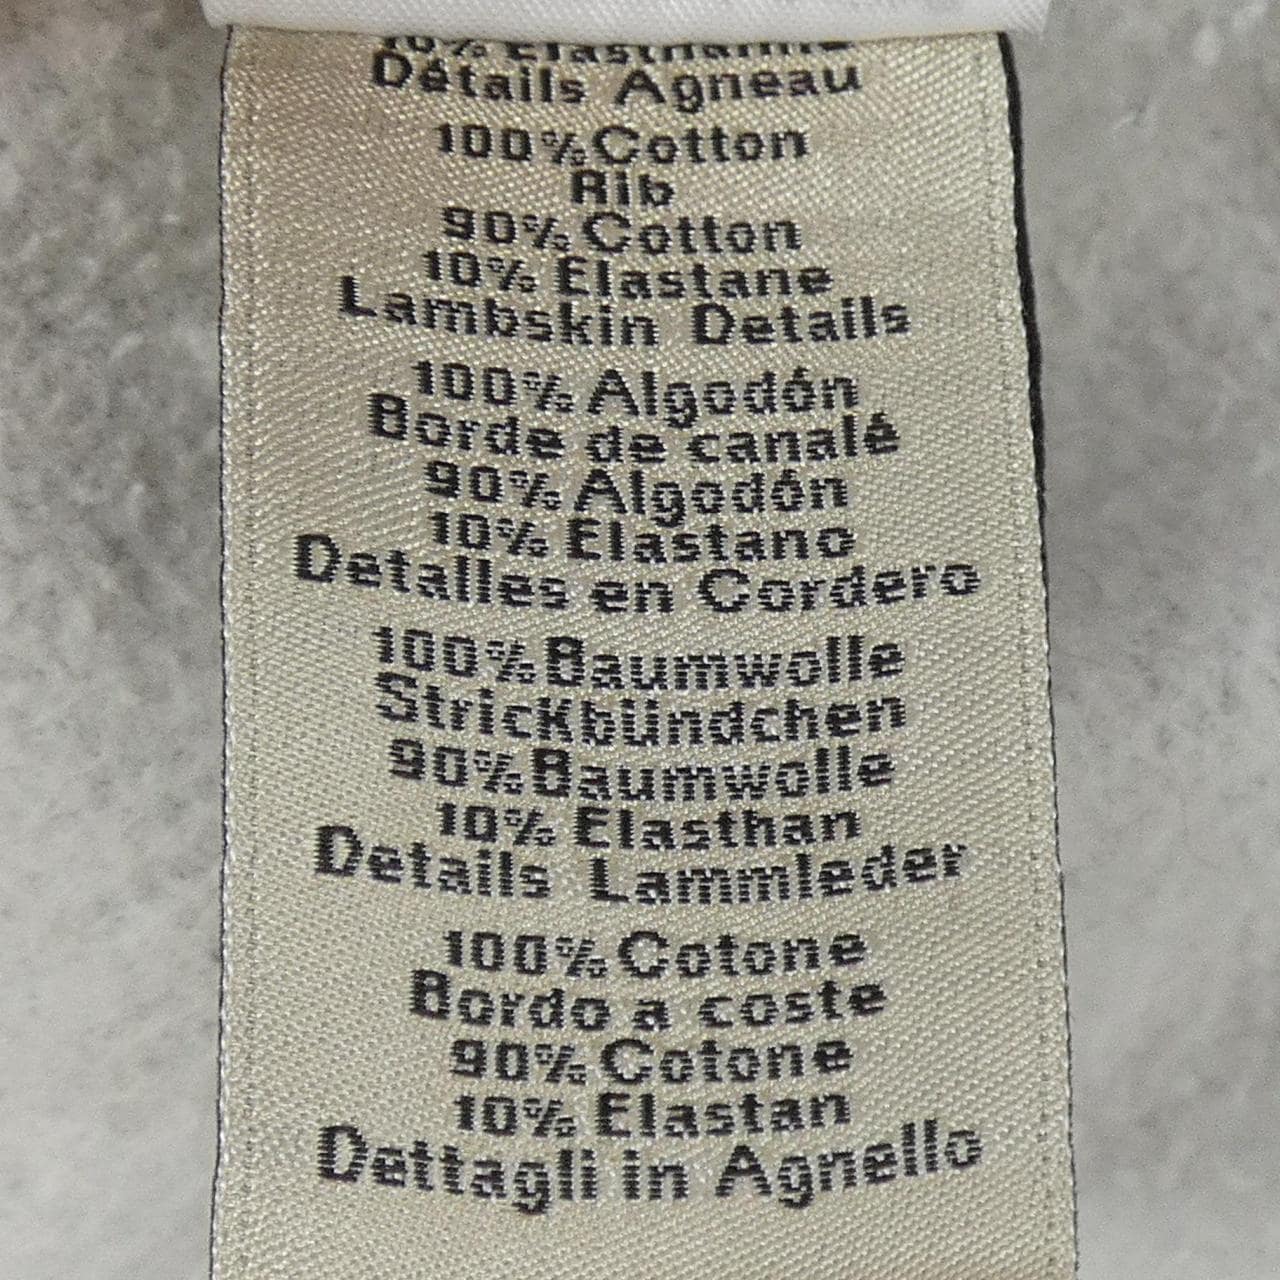 10% Elasthanne
Détails Agneau
100% Cotton
Rib
90% Cotton
10% Elastane
Lambskin Details
100% Algodón
Borde de canalé
90% Algodón
10% Elastano
Detalles en Cordero
100% Baumwolle
Strickbündchen
90% Baumwolle
10% Elasthan
Details Lammleder
100% Cotone
Bordo a coste
90% Cotone
10% Elastan
Dettagli in Agnello